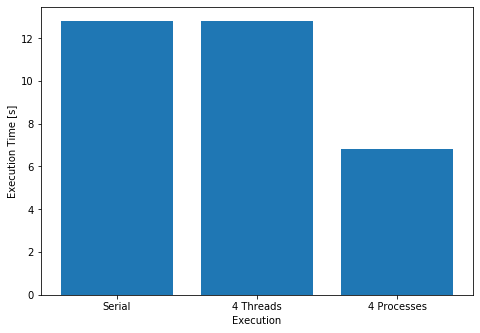 12
10
8
6
4
2
0
Execution Time [s]
Serial
4 Threads
4 Processes
Execution